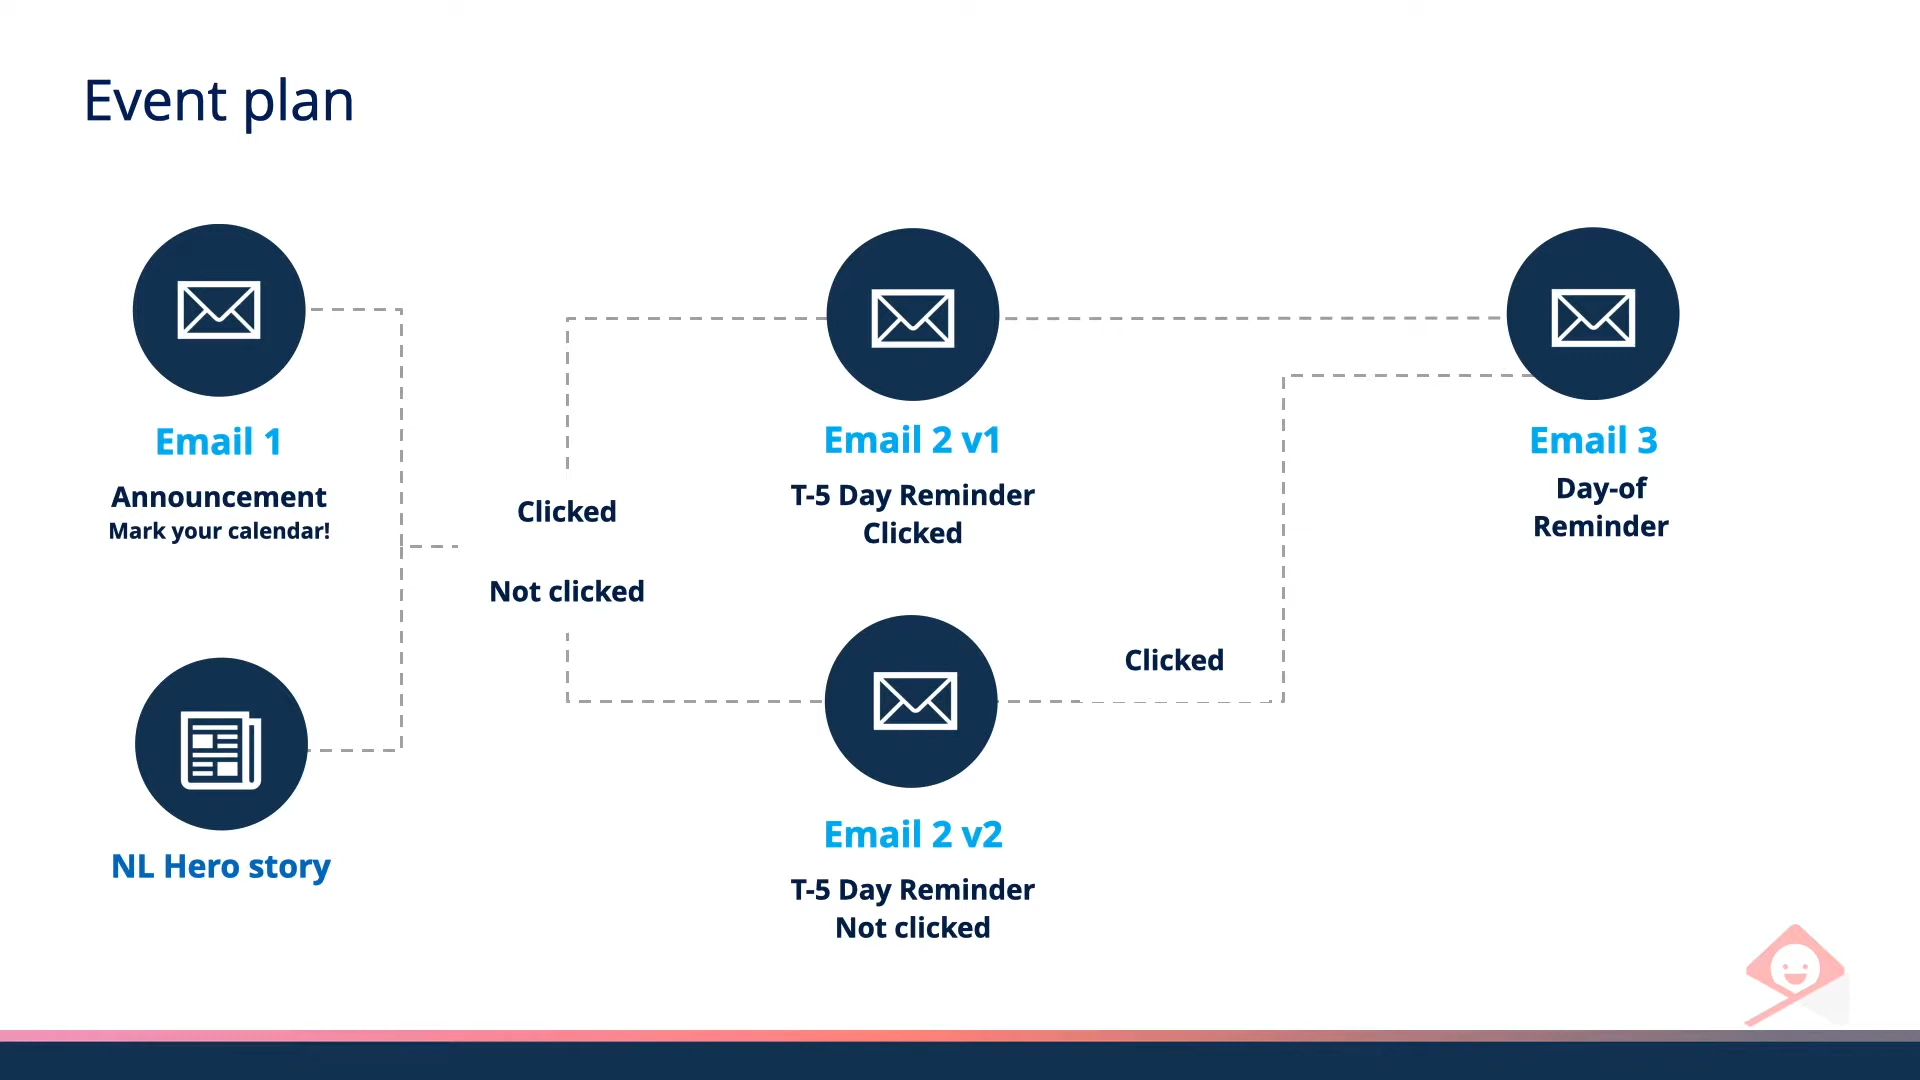 Event plan
Email 1
Announcement
Mark your calendar!
NL Hero story
Clicked
Not clicked
Email 2 v1
T-5 Day Reminder
Clicked
Email 2 v2
T-5 Day Reminder
Not clicked
Clicked
Email 3
Day-of
Reminder